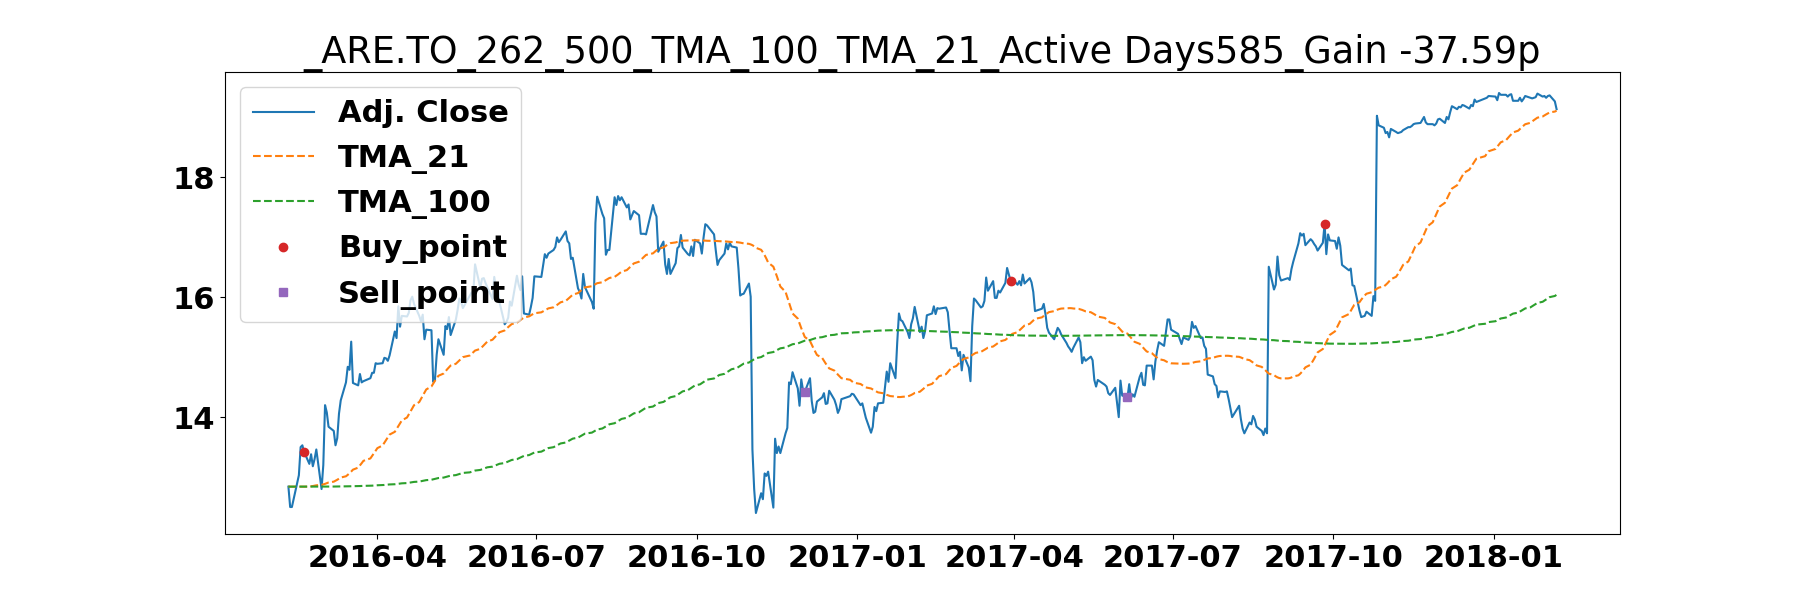 _ARE.TO_262_500_TMA_100_TMA_21_Active Days585_Gain -37.59p
Adj. Close
TMA_21
TMA_100
Buy_point
Sell_point
18
16
14
2016-04 2016-07 2016-10 2017-01 2017-04 2017-07 2017-10 2018-01